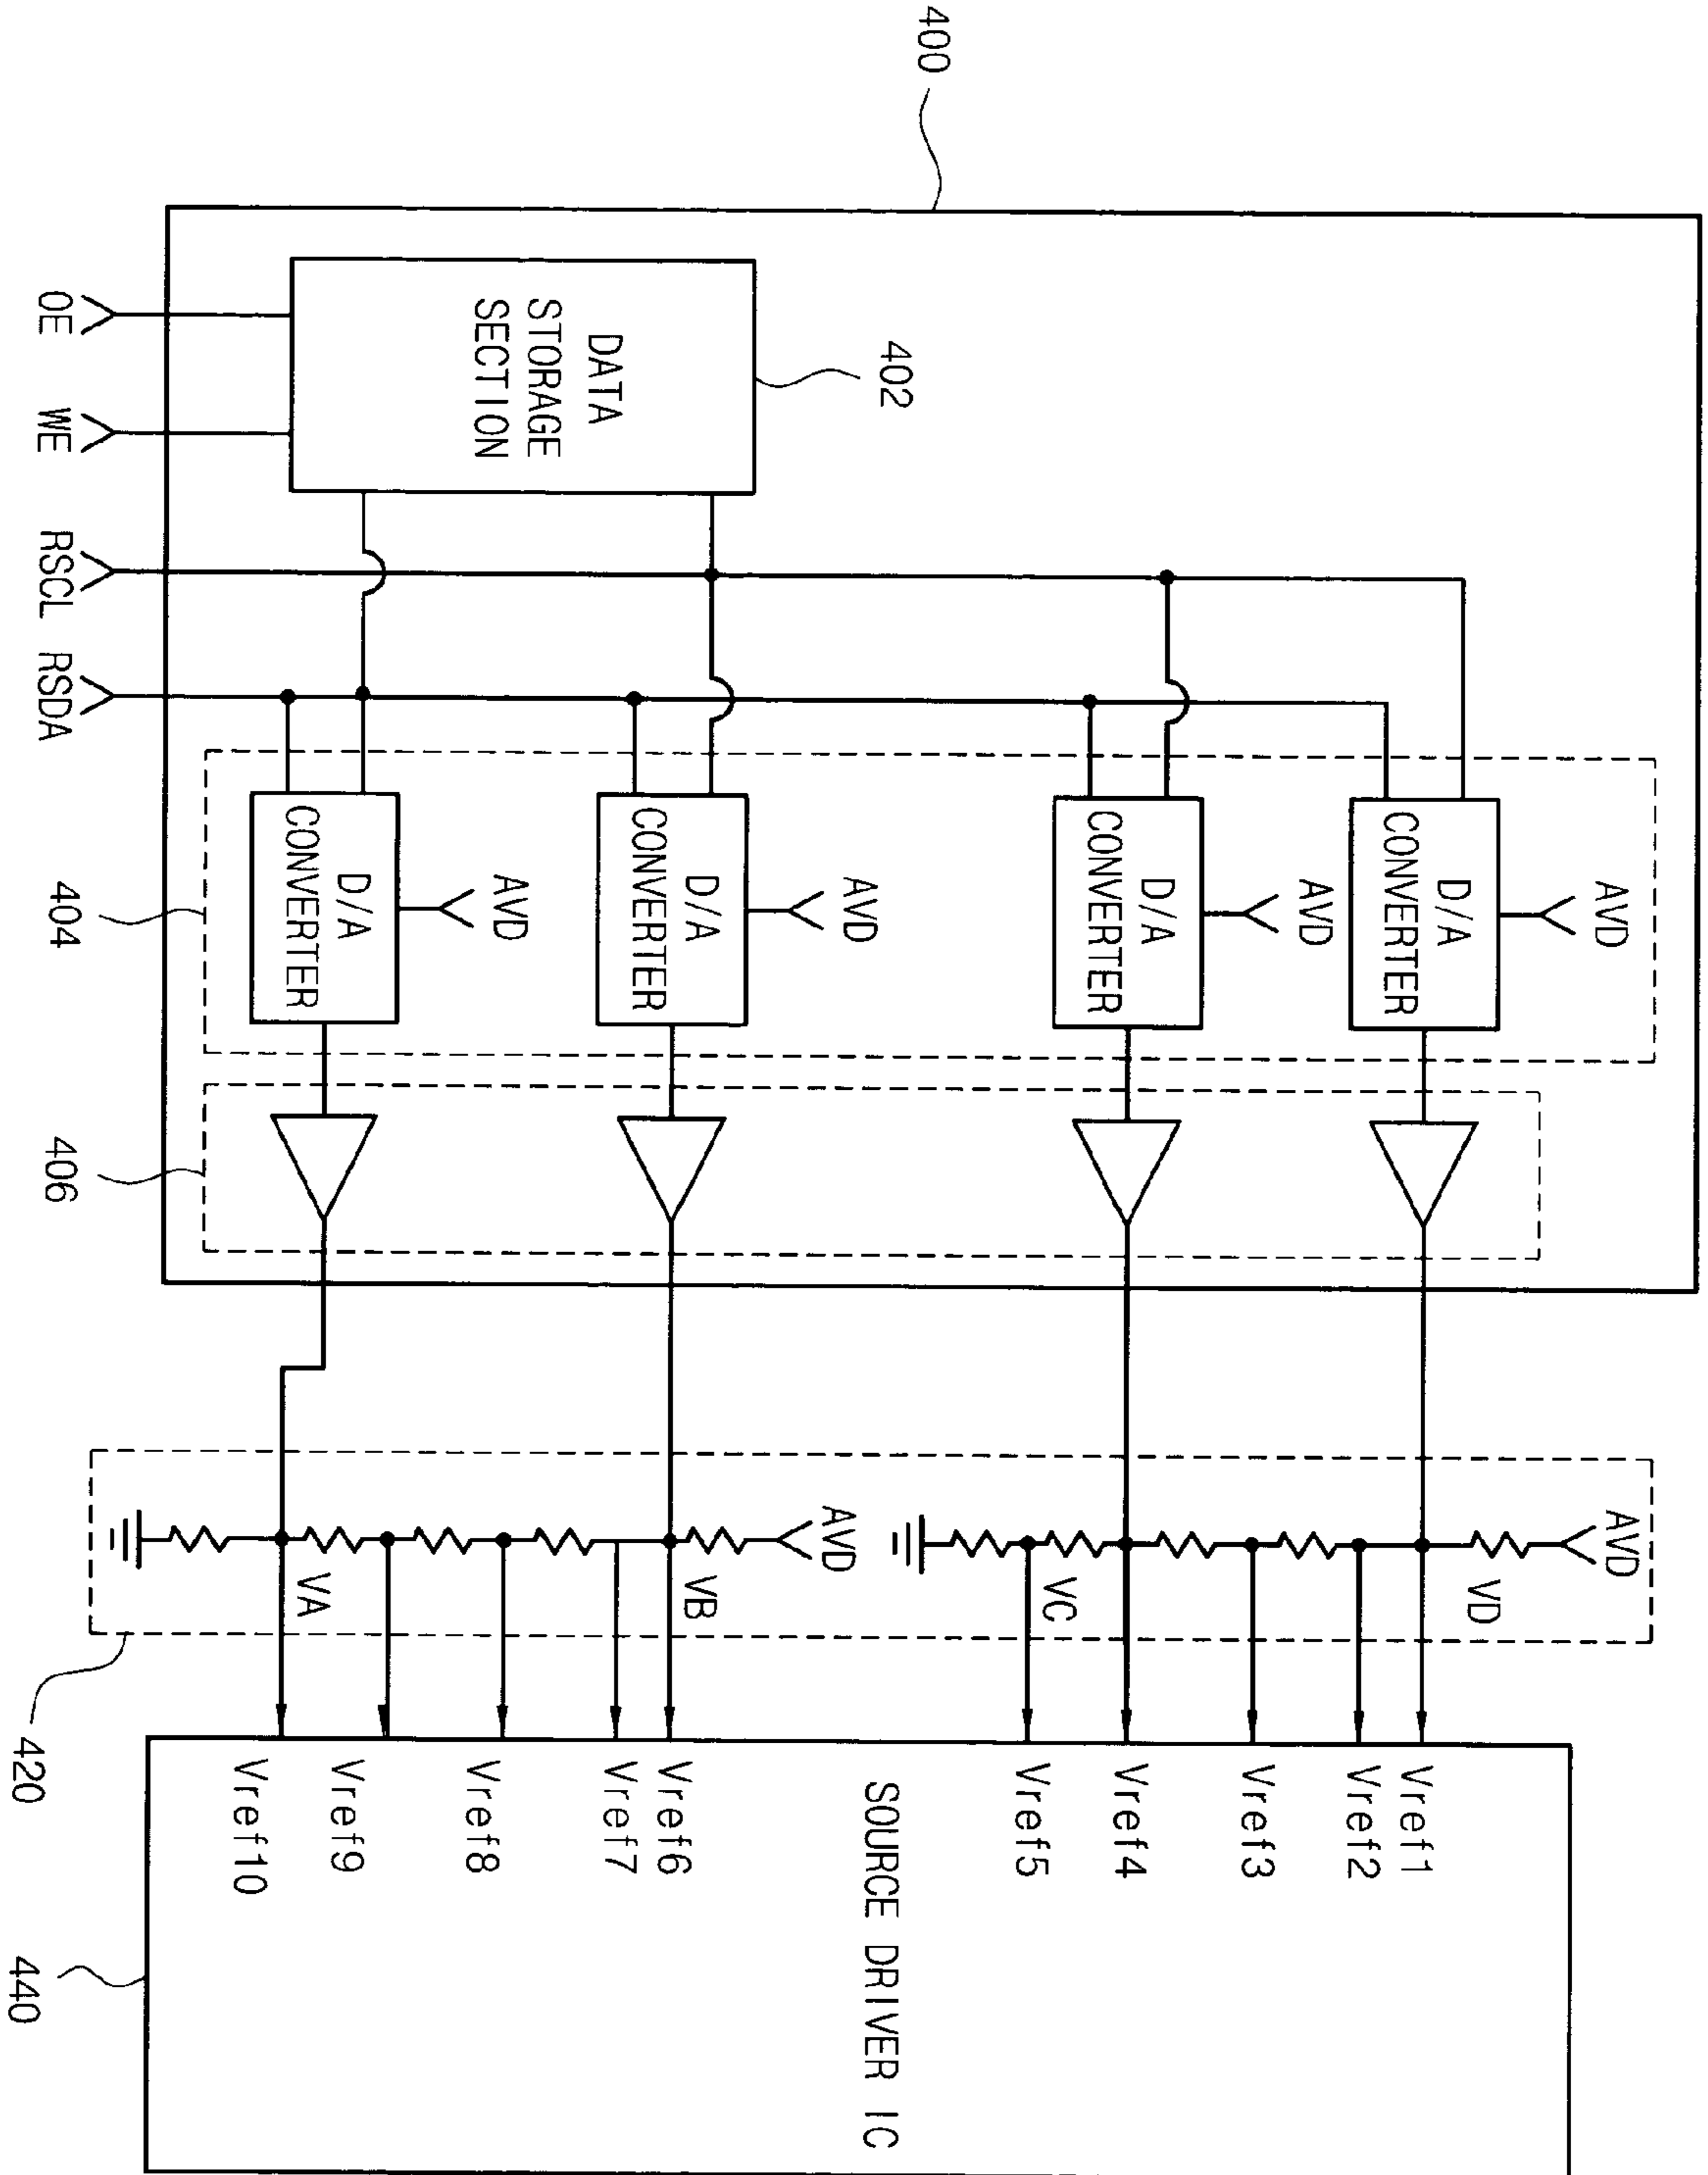 400
DATA
STORAGE
SECTION
402
OE
WE
RSCL
RSDA
AVD
D/A
CONVERTER
AVD
D/A
CONVERTER
AVD
D/A
CONVERTER
AVD
D/A
CONVERTER
404
406
AVD
VD
VC
AVD
VB
VA
420
Vref1
Vref2
Vref3
Vref4
Vref5
Vref6
Vref7
Vref8
Vref9
Vref10
SOURCE DRIVER IC
440